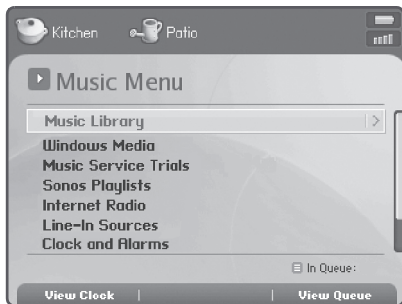 Kitchen Patio
Music Menu
Music Library
Windows Media
Music Service Trials
Sonos Playlists
Internet Radio
Line-In Sources
Clock and Alarms
In Queue:
View Clock View Queue